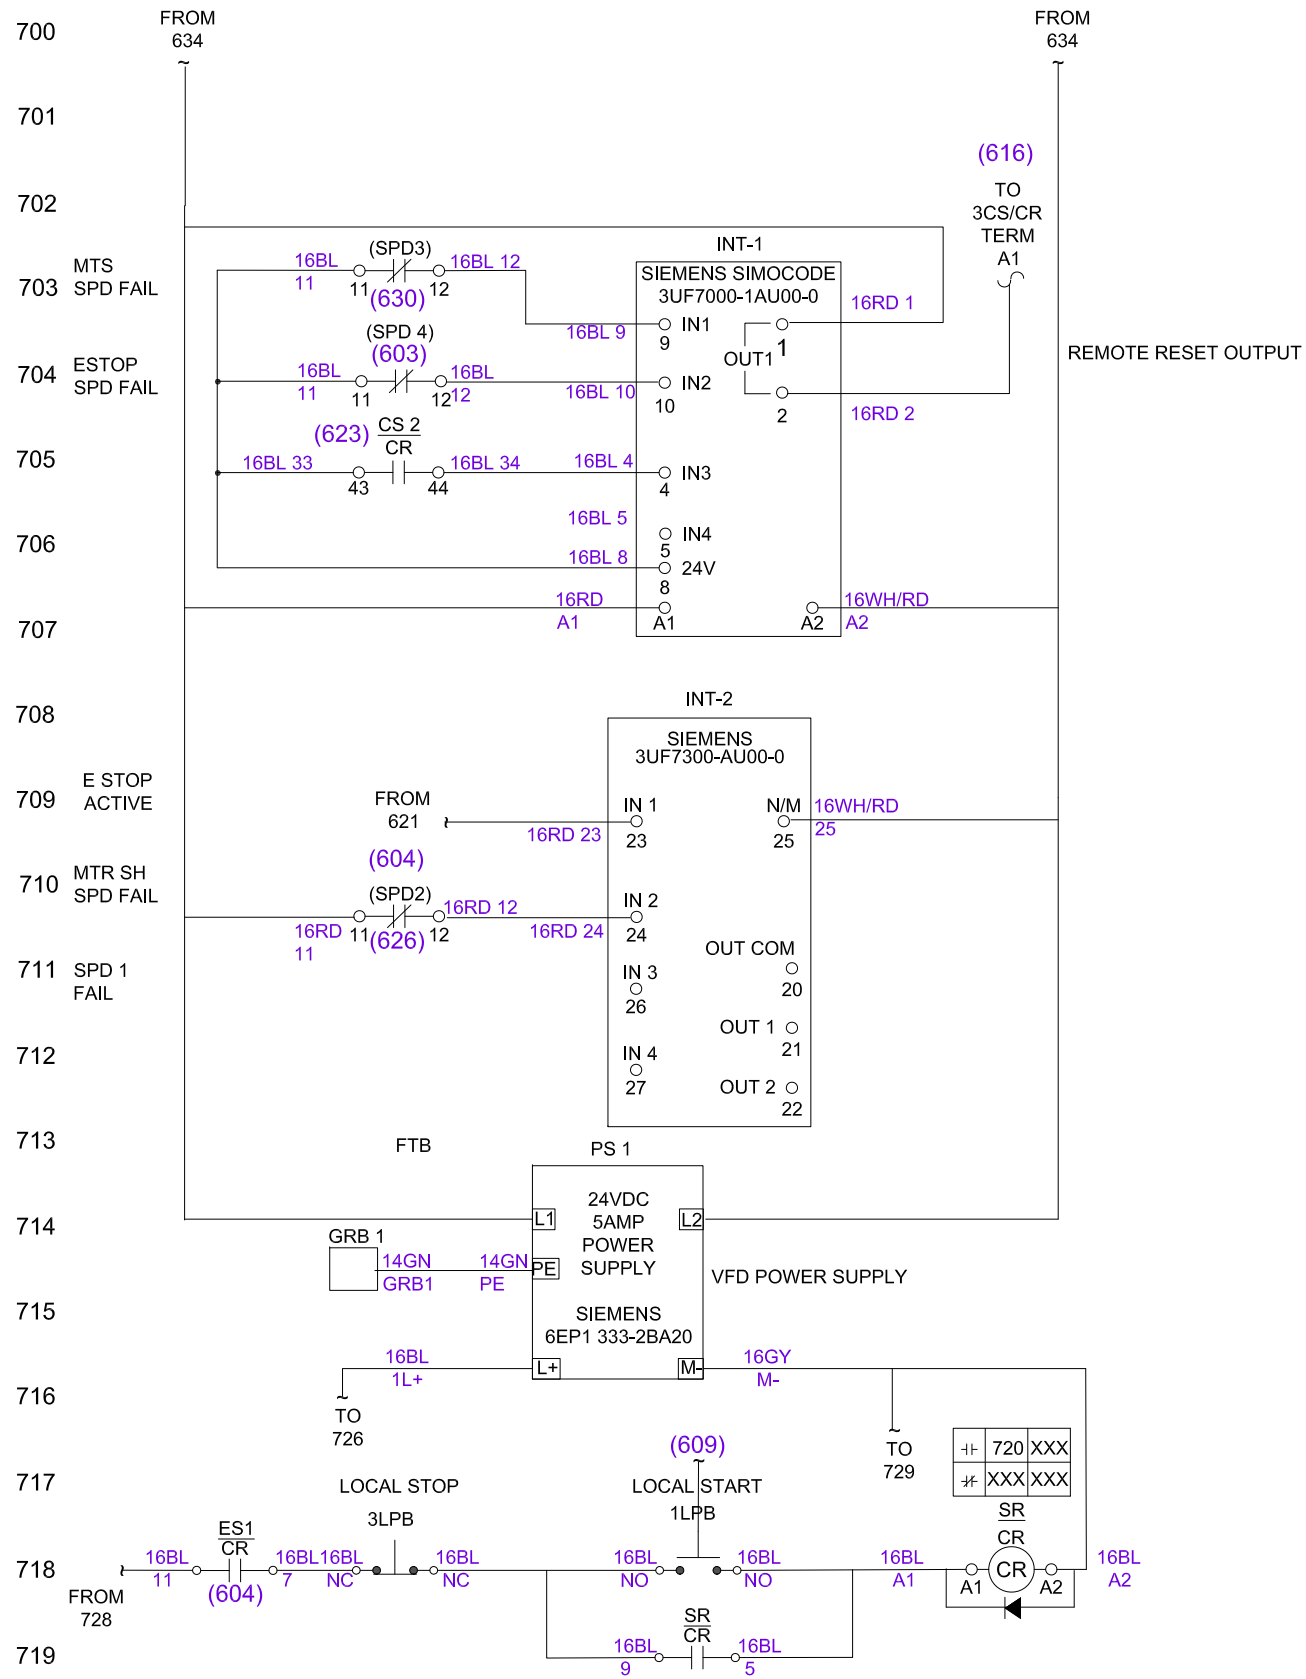 700
FROM
634
FROM
634
701
(616)
702
TO
3CS/CR
TERM
A1
INT-1
703
MTS
SPD FAIL
16BL
11
(SPD3)
11
(630)
12
16BL 12
SIEMENS SIMOCODE
3UF7000-1AU00-0
16RD 1
16BL 9
IN1
9
OUT1
1
704
ESTOP
SPD FAIL
(SPD 4)
(603)
16BL
11
11
12
16BL
12
16BL 10
IN2
10
2
16RD 2
REMOTE RESET OUTPUT
705
(623)
CS 2
CR
16BL 33
43
44
16BL 34
16BL 4
IN3
4
706
16BL 5
IN4
5
16BL 8
24V
8
707
16RD
A1
A1
A2
16WH/RD
A2
708
INT-2
SIEMENS
3UF7300-AU00-0
709
E STOP
ACTIVE
FROM
621
16RD 23
IN 1
23
N/M
25
16WH/RD
25
710
MTR SH
SPD FAIL
(604)
(SPD2)
16RD
11
11
(626)
12
16RD 12
16RD 24
IN 2
24
711
SPD 1
FAIL
IN 3
26
OUT COM
20
OUT 1
21
712
IN 4
27
OUT 2
22
713
FTB
PS 1
714
L1
24VDC
5AMP
POWER
SUPPLY
L2
GRB 1
14GN
GRB1
14GN
PE
PE
VFD POWER SUPPLY
715
SIEMENS
6EP1 333-2BA20
16BL
1L+
L+
M-
16GY
M-
716
TO
726
TO
729
720 XXX
XXX XXX
717
(609)
LOCAL STOP
3LPB
LOCAL START
1LPB
SR
CR
718
FROM
728
16BL
11
ES1
CR
(604)
16BL
7
16BL
NC
16BL
NC
16BL
NO
16BL
NO
16BL
A1
A1
CR
A2
16BL
A2
719
16BL
9
SR
CR
16BL
5